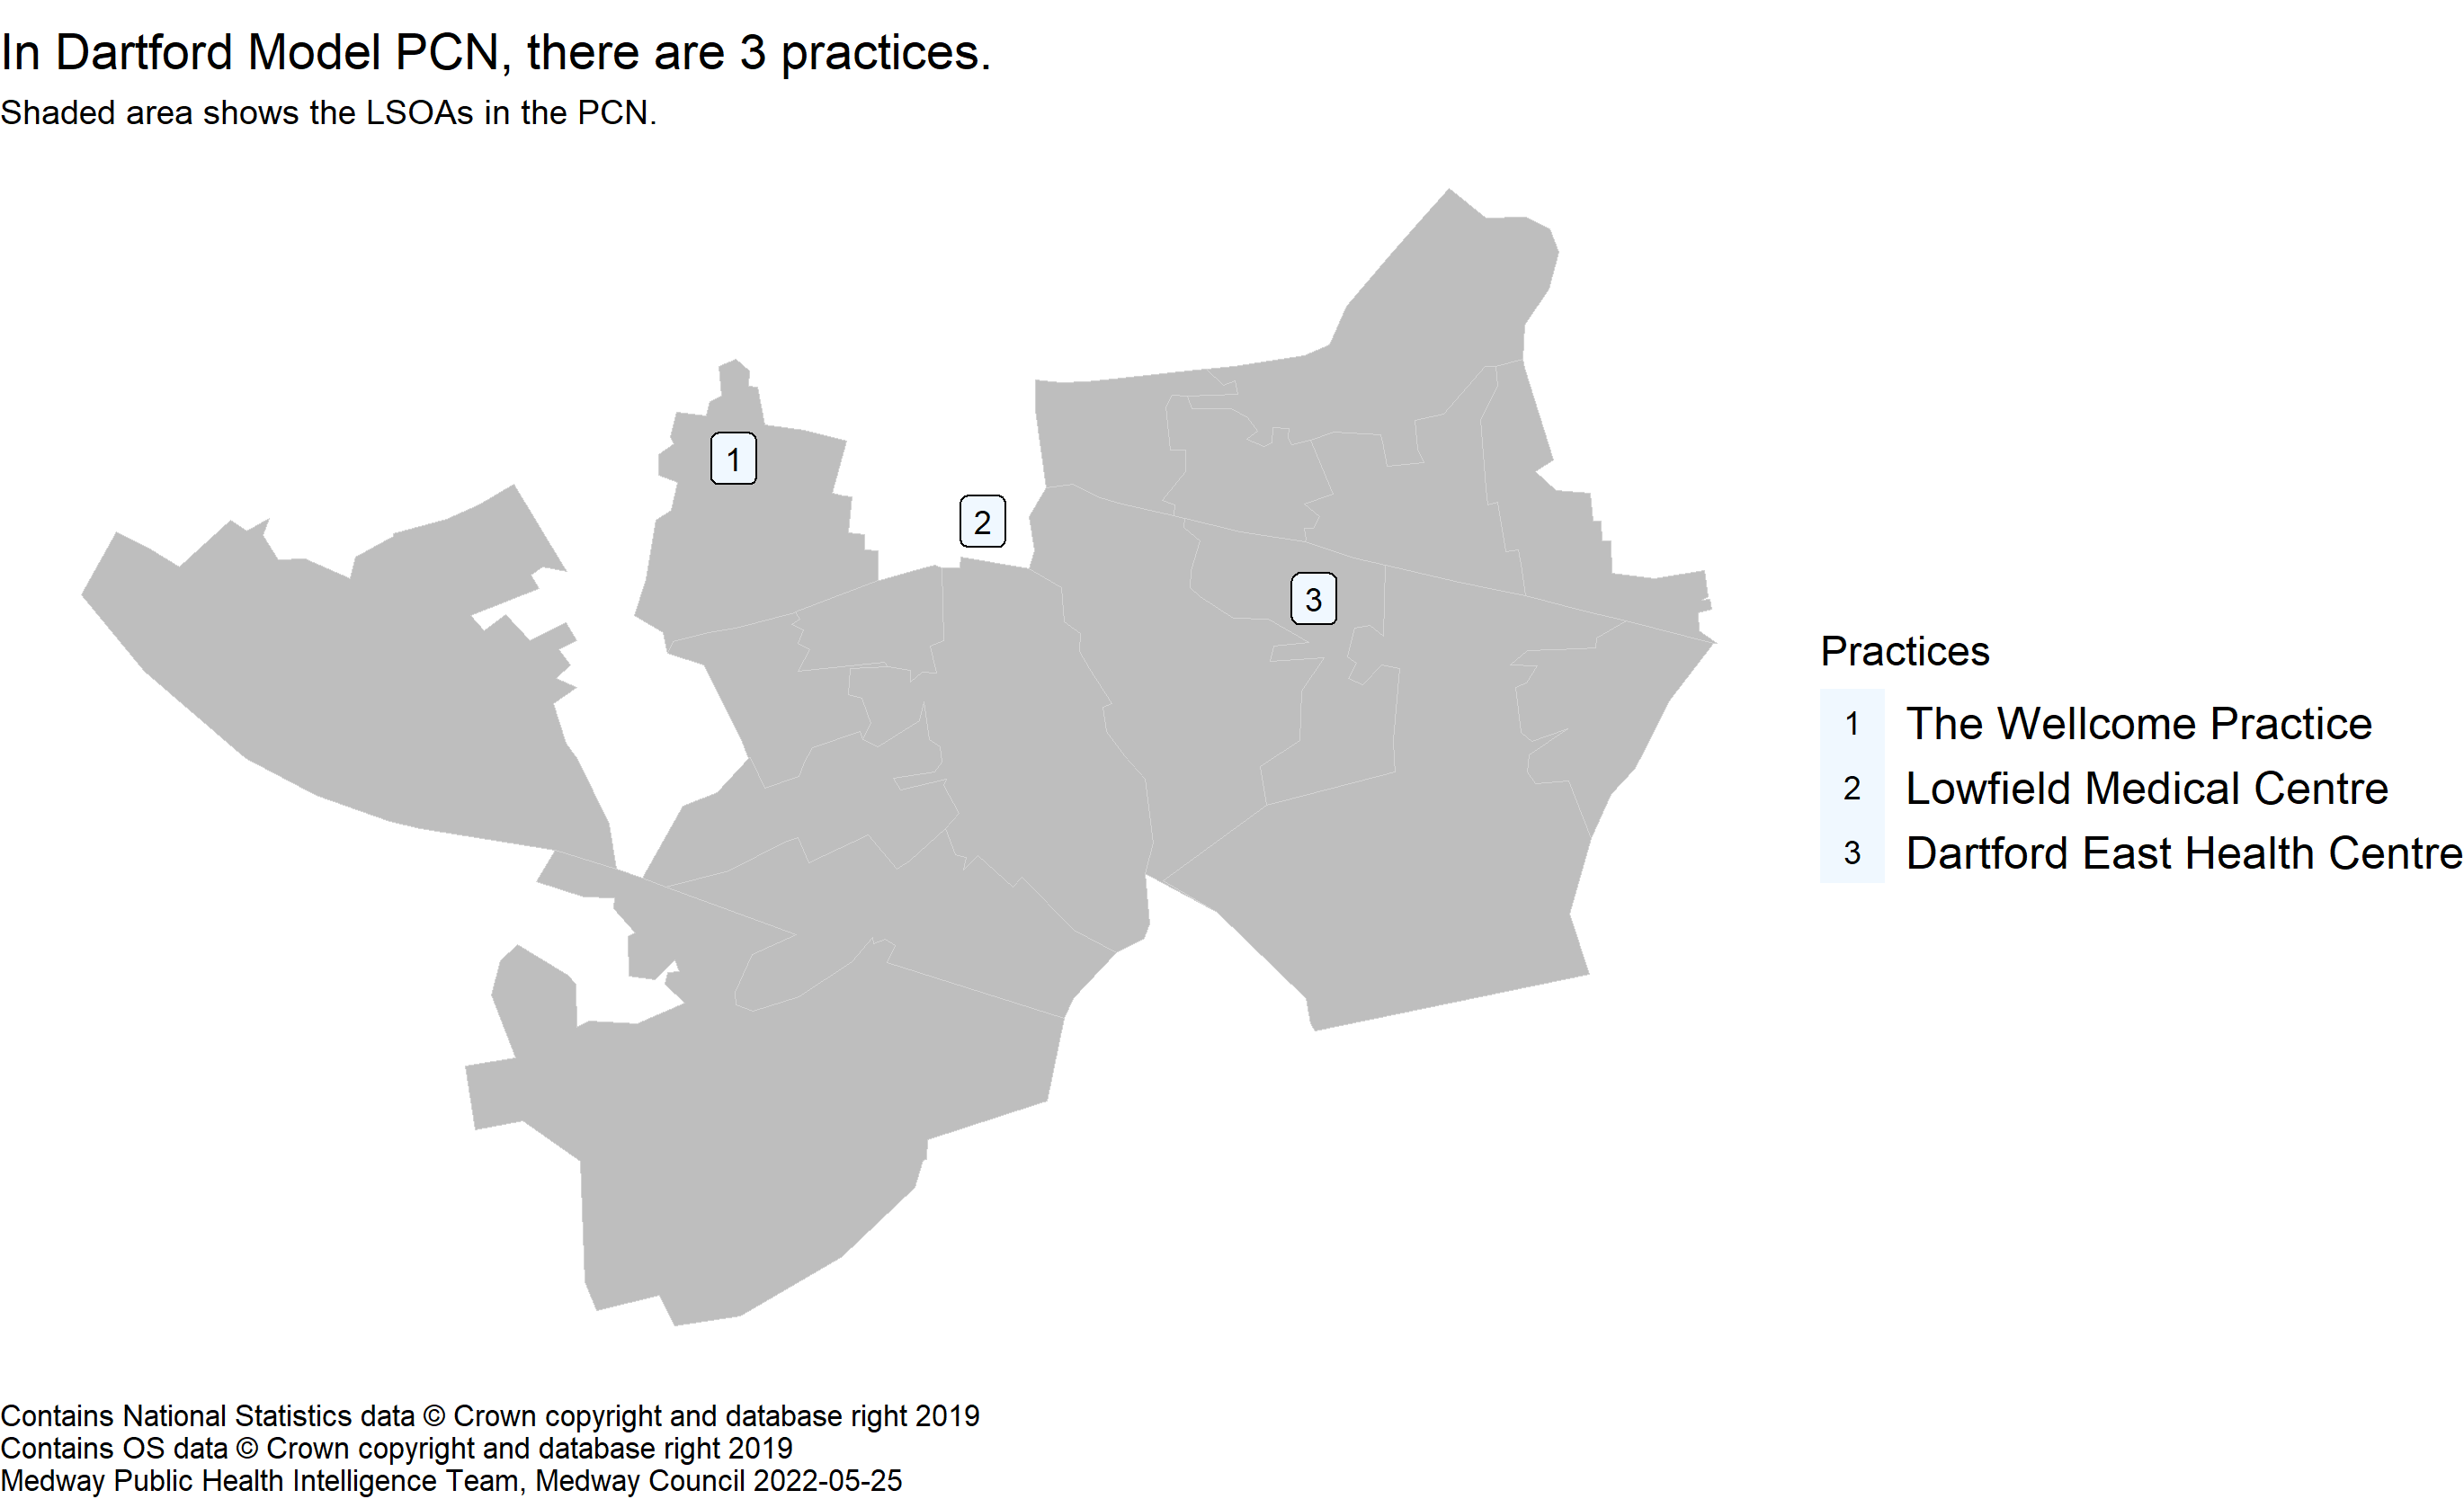 In Dartford Model PCN, there are 3 practices.
Shaded area shows the LSOAs in the PCN.
1
2
3
Practices
1 The Wellcome Practice
2 Lowfield Medical Centre
3 Dartford East Health Centre
Contains National Statistics data © Crown copyright and database right 2019
Contains OS data © Crown copyright and database right 2019
Medway Public Health Intelligence Team, Medway Council 2022-05-25